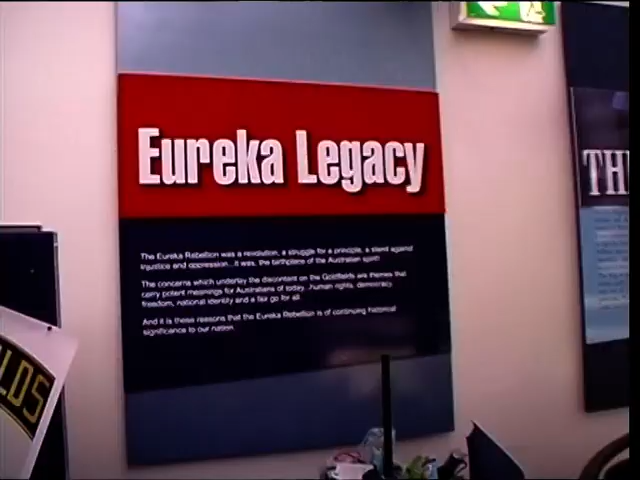 Eureka Legacy
The Eureka Rebellion was a revolution, a struggle for a principle, a stand against
injustice and oppression...it was, the birthplace of the Australian spirit!
The concerns which underlay the discontent on the Goldfields are themes that
carry potent meanings for Australians of today...human rights, democracy,
freedom, national identity and a fair go for all.
And it is these reasons that the Eureka Rebellion is of continuing historical
significance to our nation.
TH
LDS